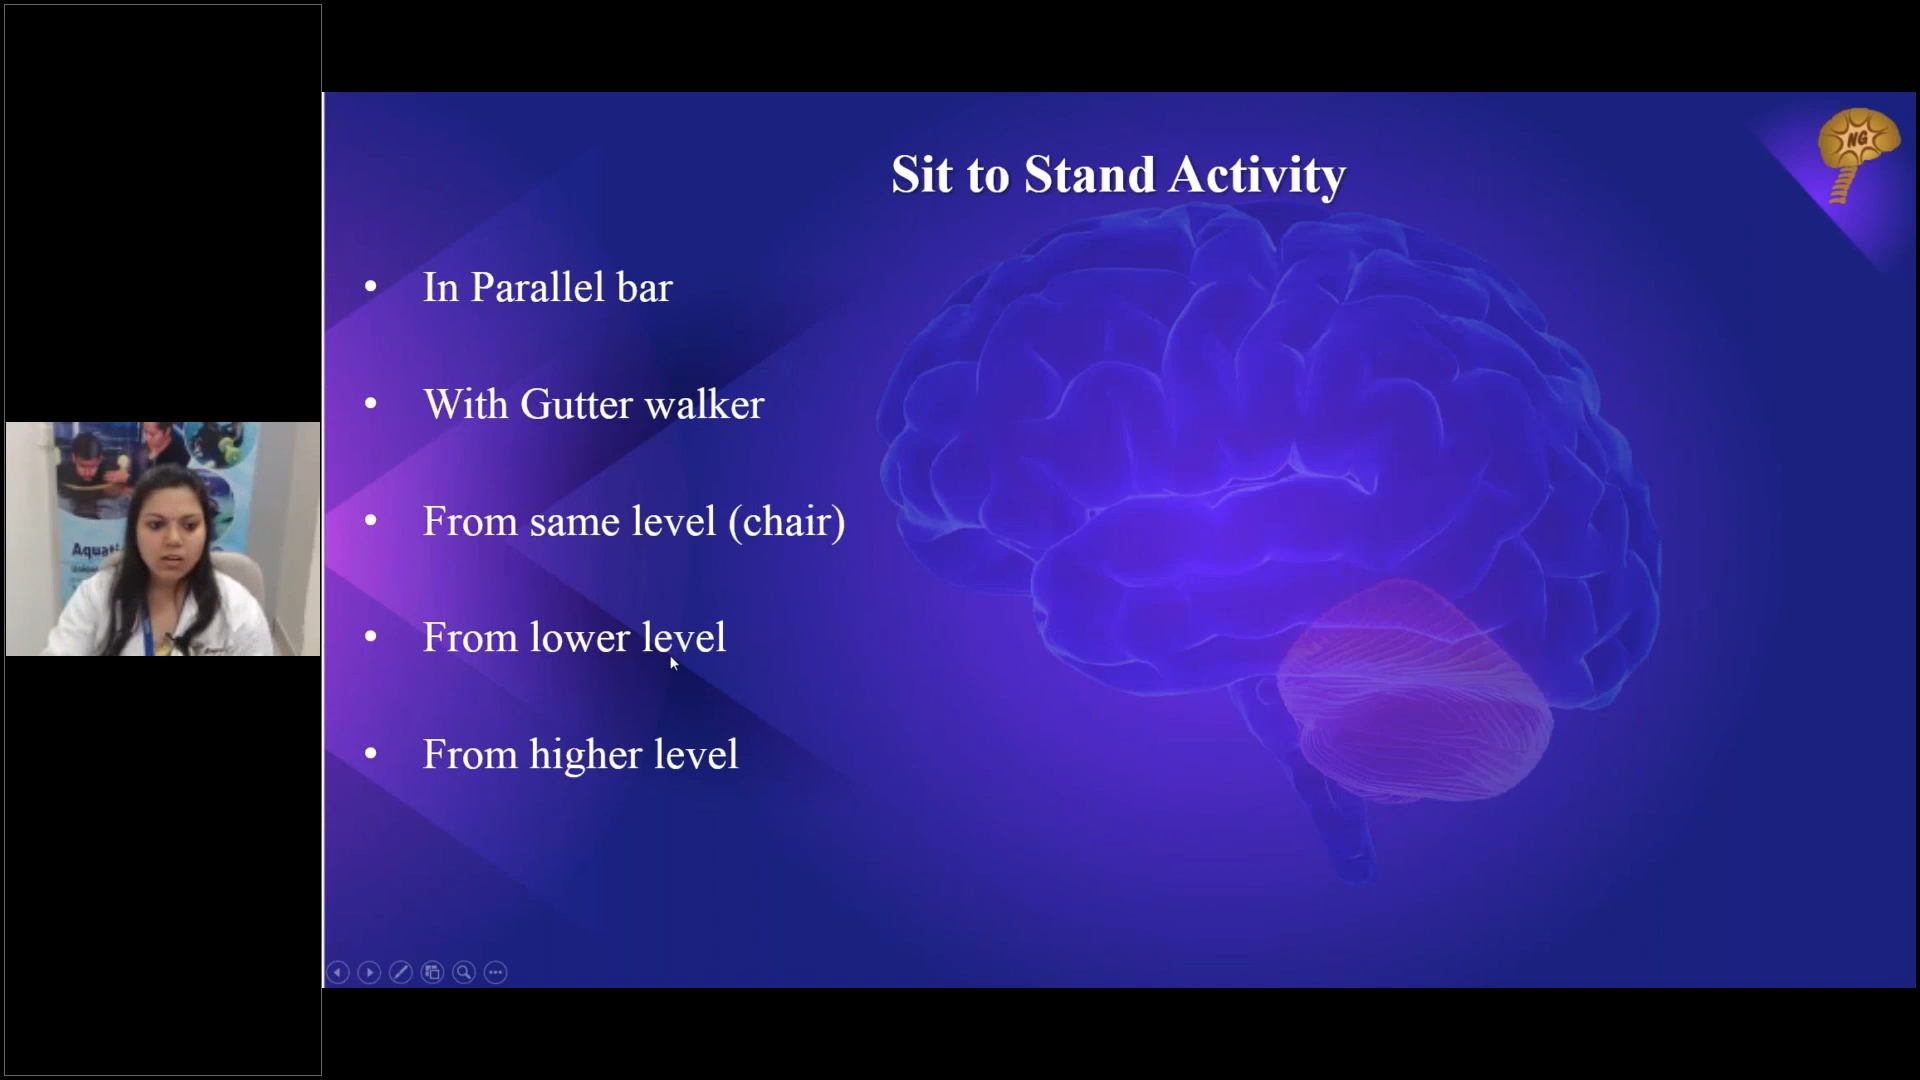 Sit to Stand Activity
NG
• In Parallel bar
• With Gutter walker
• From same level (chair)
• From lower level
• From higher level